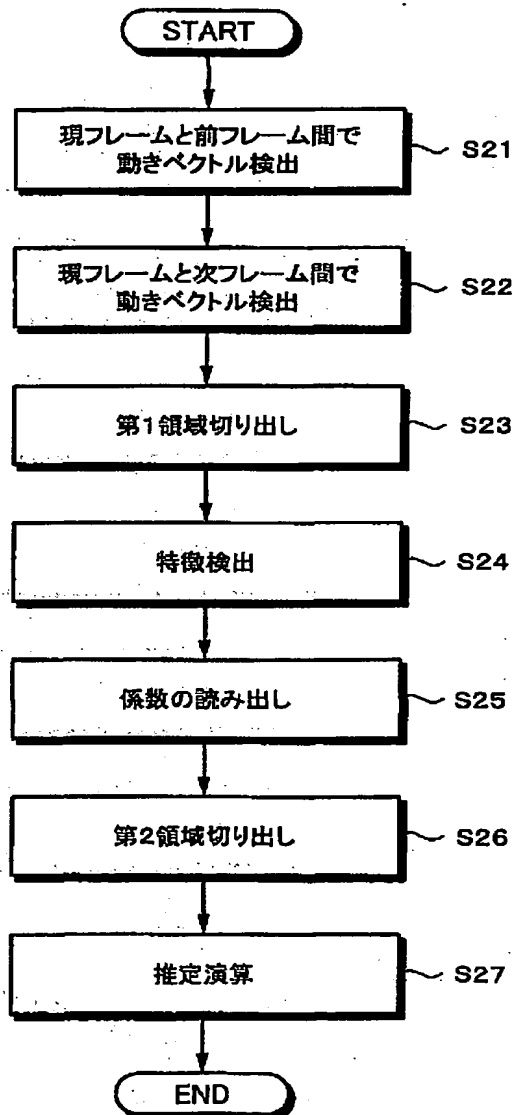 START
現フレームと前フレーム間で
動きベクトル検出
S21
現フレームと次フレーム間で
動きベクトル検出
S22
第1領域切り出し
S23
特徴検出
S24
係数の読み出し
S25
第2領域切り出し
S26
推定演算
S27
END